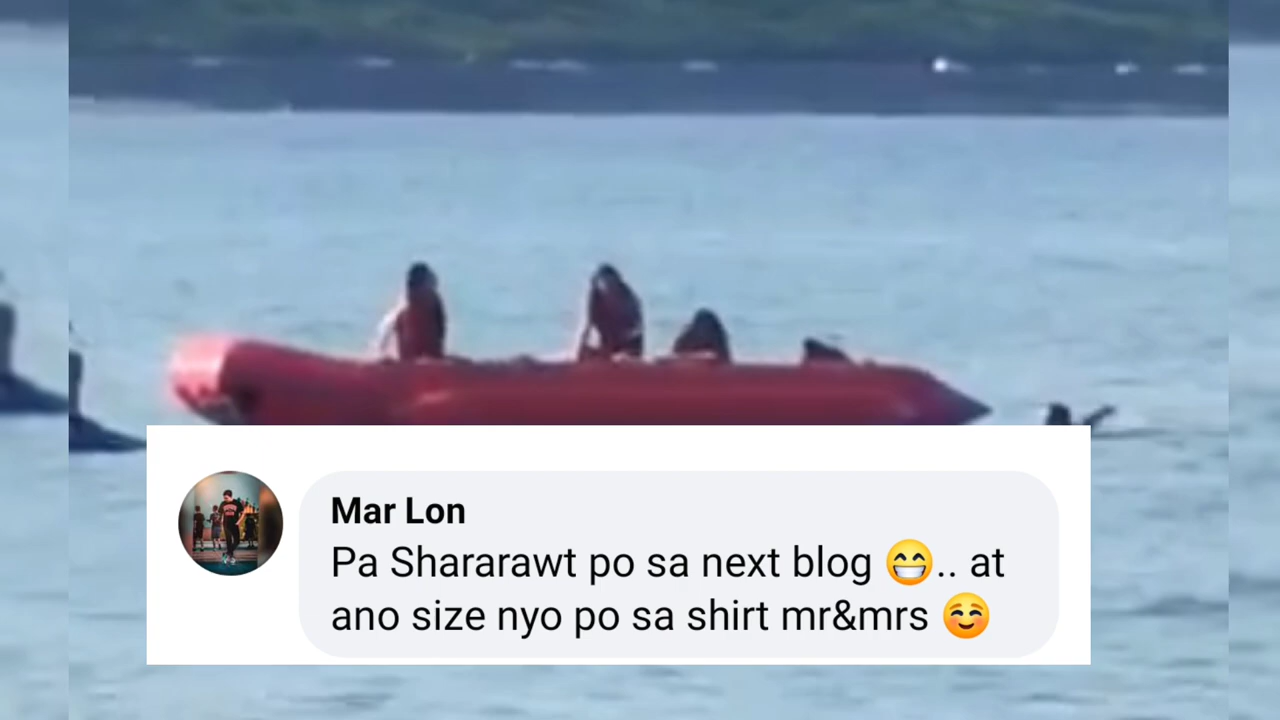 Mar Lon
Pa Shararawt po sa next blog 😁.. at
ano size nyo po sa shirt mr&mrs ☺️